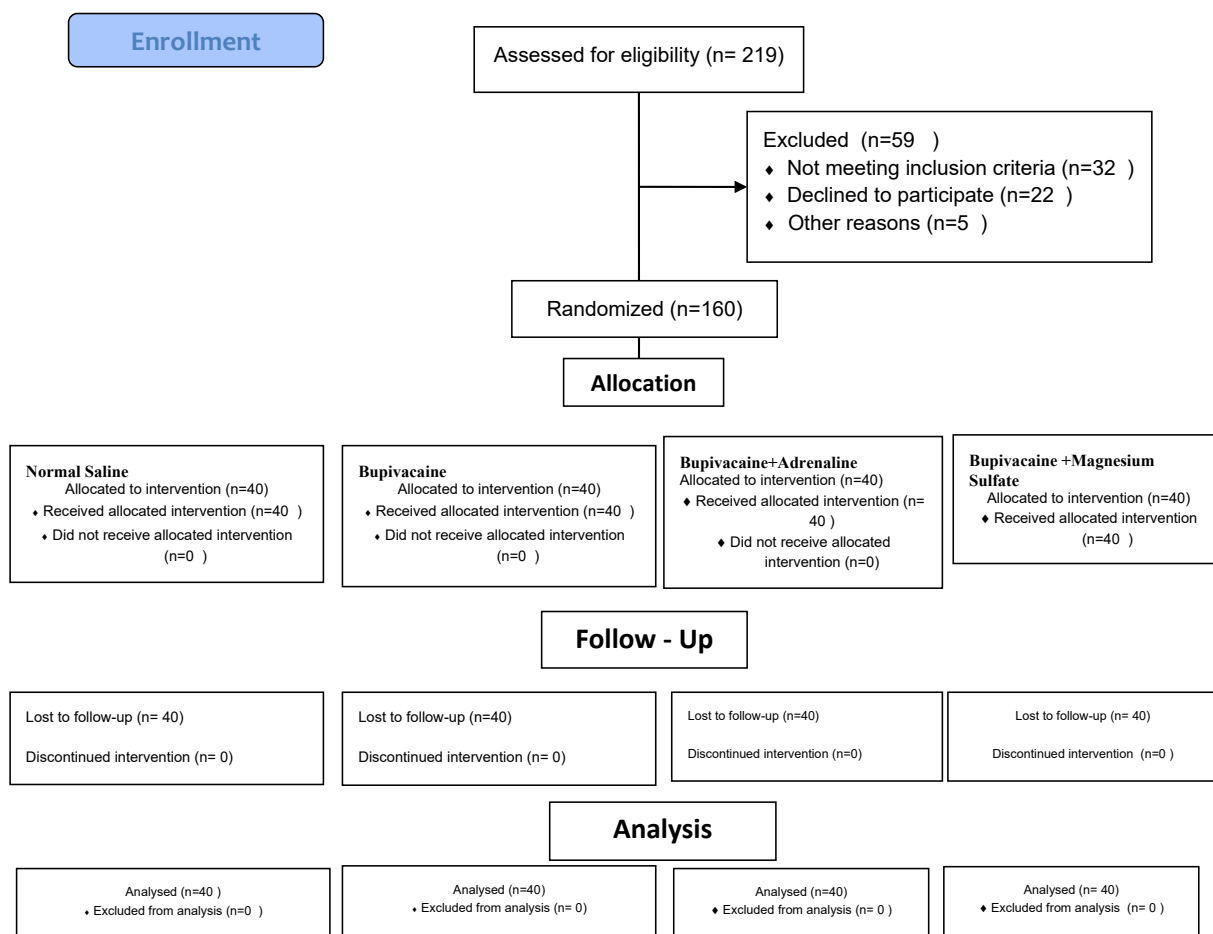 Enrollment
Assessed for eligibility (n= 219)
Excluded (n=59 )
♦ Not meeting inclusion criteria (n=32 )
♦ Declined to participate (n=22 )
♦ Other reasons (n=5 )
Randomized (n=160)
Allocation
Normal Saline
Allocated to intervention (n=40)
♦ Received allocated intervention (n=40 )
♦ Did not receive allocated intervention
(n=0 )
Bupivacaine
Allocated to intervention (n=40)
♦ Received allocated intervention (n=40 )
♦ Did not receive allocated intervention
(n=0 )
Bupivacaine+Adrenaline
Allocated to intervention (n=40)
♦ Received allocated intervention (n=
40 )
♦ Did not receive allocated
intervention (n=0)
Bupivacaine +Magnesium
Sulfate
Allocated to intervention (n=40)
♦ Received allocated intervention
(n=40 )
Follow - Up
Lost to follow-up (n= 40)
Discontinued intervention (n= 0)
Lost to follow-up (n=40)
Discontinued intervention (n= 0)
Lost to follow-up (n=40)
Discontinued intervention (n=0)
Lost to follow-up (n= 40)
Discontinued intervention (n=0 )
Analysis
Analysed (n=40 )
♦ Excluded from analysis (n=0 )
Analysed (n=40)
♦ Excluded from analysis (n= 0)
Analysed (n=40)
♦ Excluded from analysis (n= 0 )
Analysed (n= 40)
♦ Excluded from analysis (n= 0 )